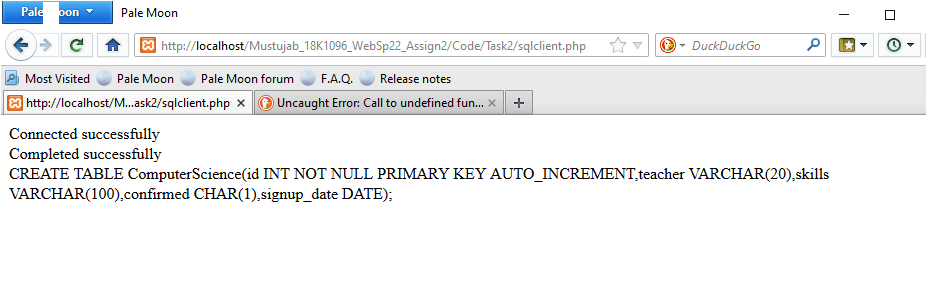 Pale Moon
Pale Moon
http://localhost/Mustujab_18K1096_WebSp22_Assign2/Code/Task2/sqlclient.php
DuckDuckGo
Most Visited Pale Moon Pale Moon forum F.A.Q. Release notes
http://localhost/M...ask2/sqlclient.php
Uncaught Error: Call to undefined fun...
Connected successfully
Completed successfully
CREATE TABLE ComputerScience(id INT NOT NULL PRIMARY KEY AUTO_INCREMENT,teacher VARCHAR(20),skills
VARCHAR(100),confirmed CHAR(1),signup_date DATE);